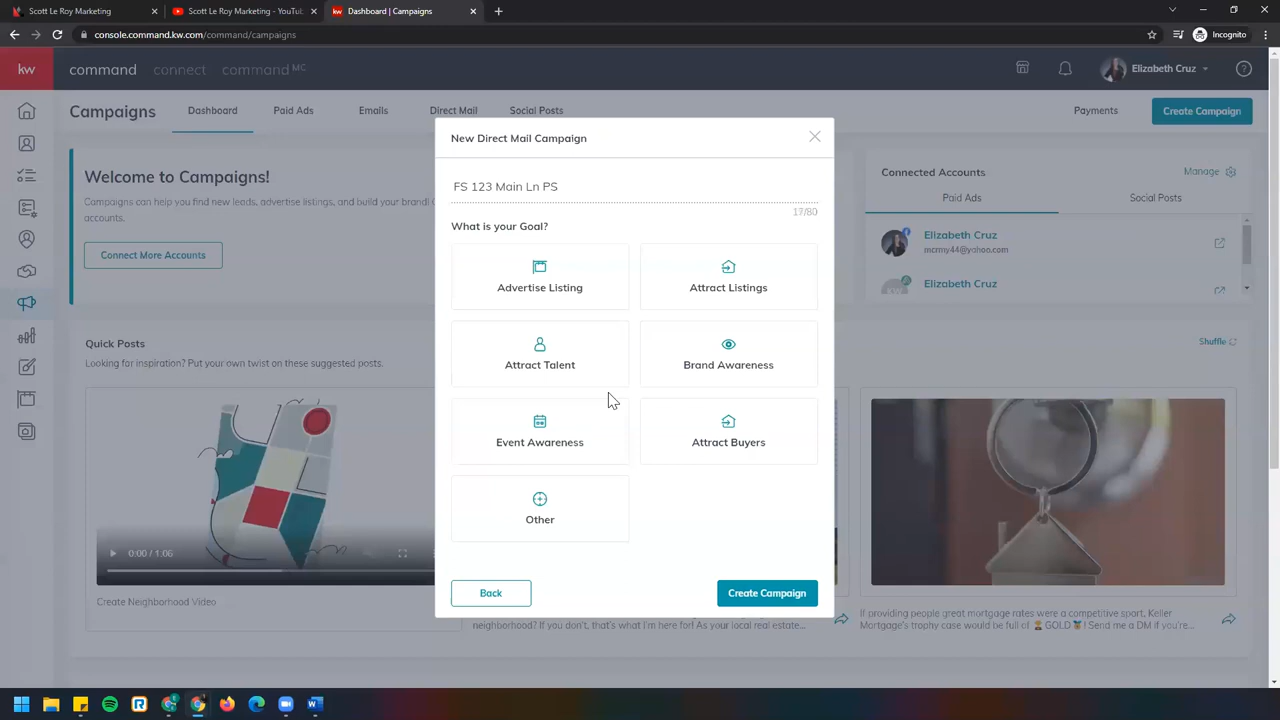 Scott Le Roy Marketing
Scott Le Roy Marketing - YouTub
Dashboard | Campaigns
console.command.kw.com/command/campaigns
Incognito
kw
command connect command MC
Elizabeth Cruz
Campaigns
Dashboard
Paid Ads
Emails
Direct Mail
Social Posts
Payments
Create Campaign
Welcome to Campaigns!
Campaigns can help you find new leads, advertise listings, and build your brand!
accounts.
Connect More Accounts
Connected Accounts
Manage
Paid Ads
Social Posts
Elizabeth Cruz
mcrmy44@yahoo.com
Elizabeth Cruz
New Direct Mail Campaign
FS 123 Main Ln PS
17/80
What is your Goal?
Advertise Listing
Attract Listings
Attract Talent
Brand Awareness
Event Awareness
Attract Buyers
Other
Back
Create Campaign
Quick Posts
Looking for inspiration? Put your own twist on these suggested posts.
Shuffle
0:00 / 1:06
Create Neighborhood Video
neighborhood? If you don't, that's what I'm here for! As your local real estate...
If providing people great mortgage rates were a competitive sport, Keller
Mortgage's trophy case would be full of 🏆GOLD🥇! Send me a DM if you're...